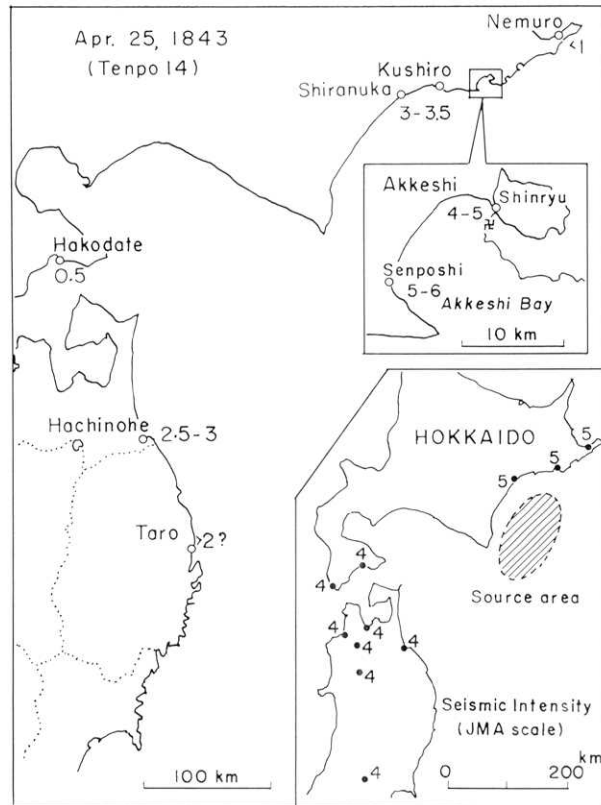 Apr. 25, 1843
(Tenpo 14)
Nemuro
<1
Kushiro
Shiranuka
3-3.5
Akkeshi
Shinryu
4-5
卍
Senposhi
5-6
Akkeshi Bay
10 km
Hakodate
0.5
Hachinohe
2.5-3
Taro
>2?
100 km
HOKKAIDO
5
5
5
Source area
4
4
4
4
4
4
4
4
Seismic Intensity
(JMA scale)
km
0
200